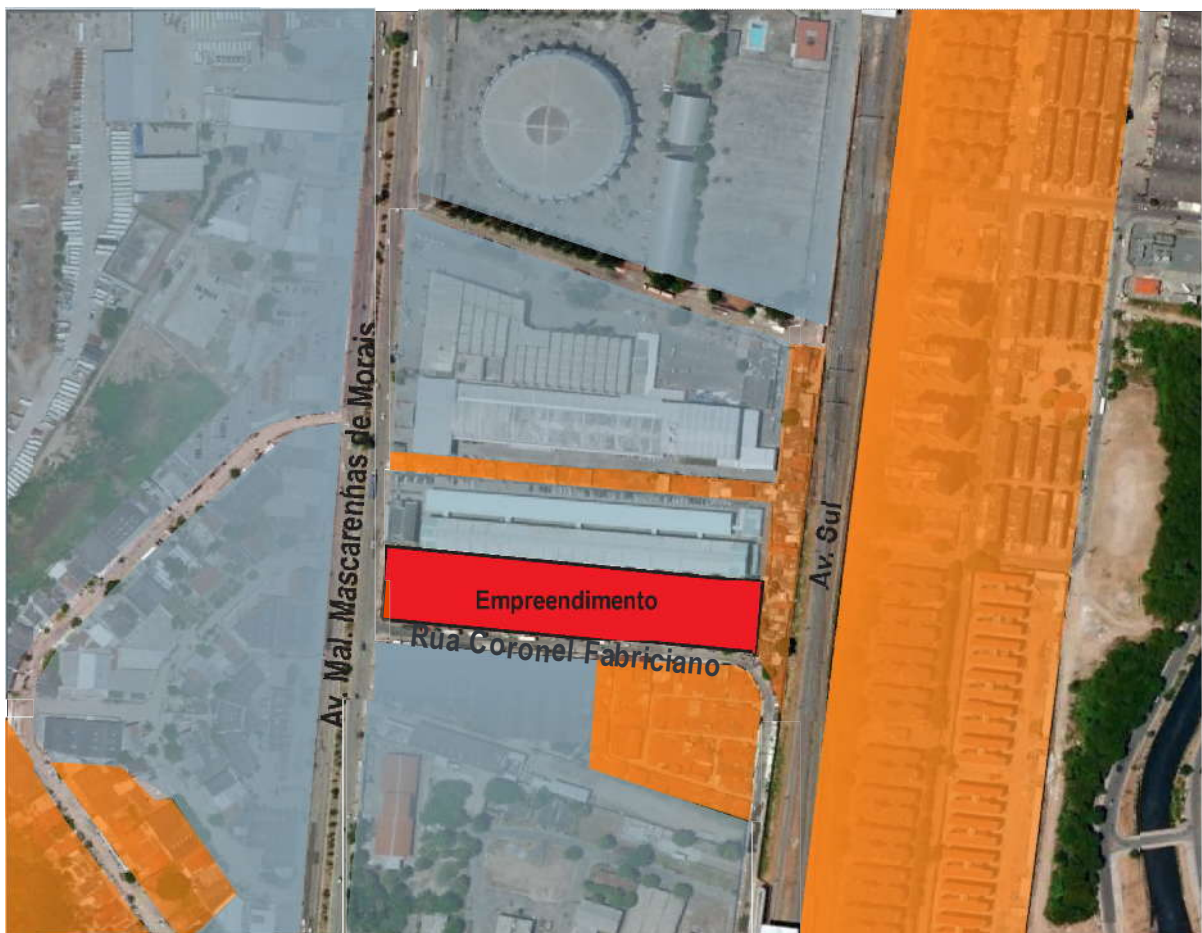 Av. Mal. Mascarenhas de Morais
Av. Sul
Empreendimento
Rua Coronel Fabriciano